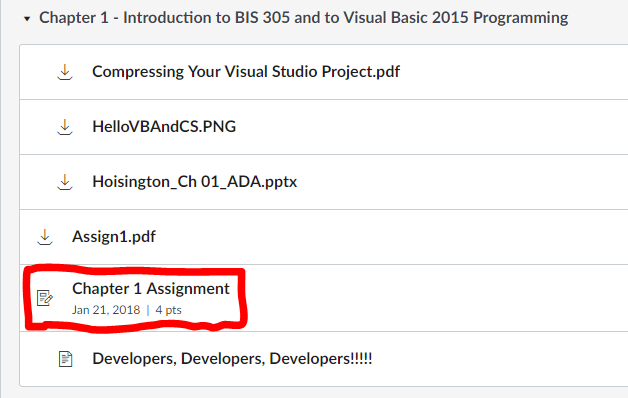 Chapter 1 - Introduction to BIS 305 and to Visual Basic 2015 Programming
Compressing Your Visual Studio Project.pdf
HelloVBAndCS.PNG
Hoisington_Ch 01_ADA.pptx
Assign1.pdf
Chapter 1 Assignment
Jan 21, 2018 | 4 pts
Developers, Developers, Developers!!!!!